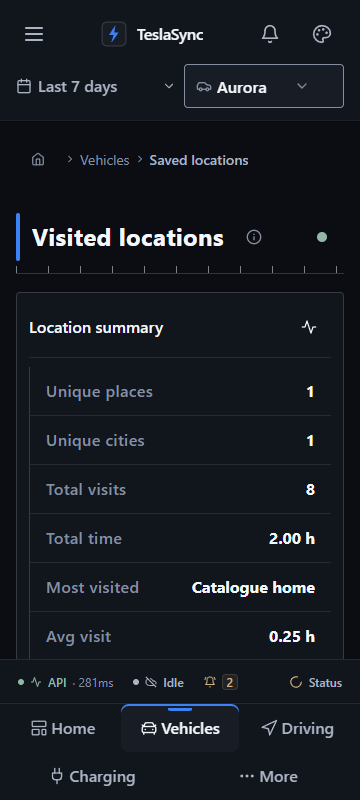 TeslaSync
Last 7 days
Aurora
Vehicles
Saved locations
Visited locations
Location summary
Unique places 1
Unique cities 1
Total visits 8
Total time 2.00 h
Most visited Catalogue home
Avg visit 0.25 h
API · 281ms Idle 2 Status
Home Vehicles Driving
Charging More